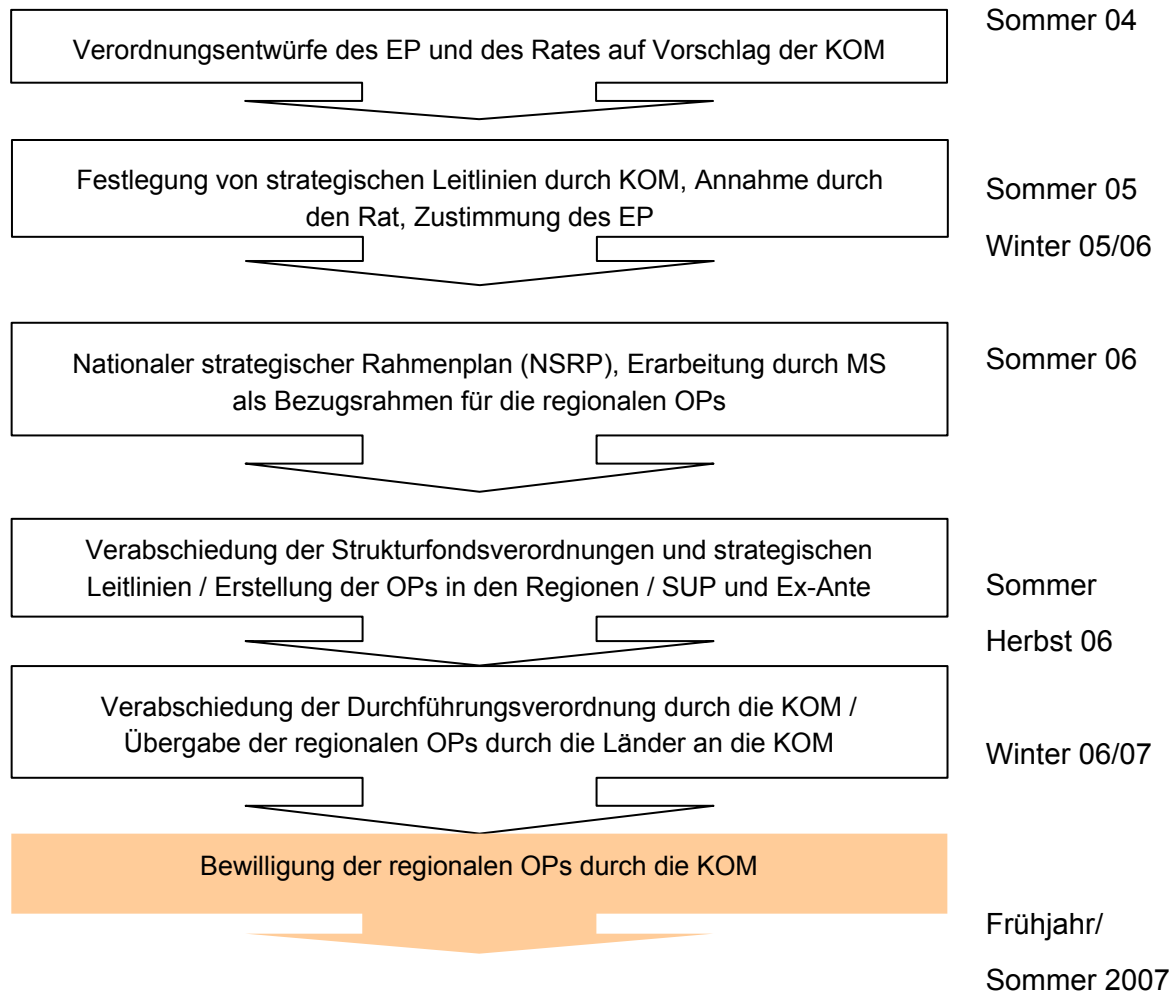 Sommer 04
Verordnungsentwürfe des EP und des Rates auf Vorschlag der KOM
Festlegung von strategischen Leitlinien durch KOM, Annahme durch
den Rat, Zustimmung des EP
Sommer 05
Winter 05/06
Nationaler strategischer Rahmenplan (NSRP), Erarbeitung durch MS
als Bezugsrahmen für die regionalen OPs
Sommer 06
Verabschiedung der Strukturfondsverordnungen und strategischen
Leitlinien / Erstellung der OPs in den Regionen / SUP und Ex-Ante
Sommer
Herbst 06
Verabschiedung der Durchführungsverordnung durch die KOM /
Übergabe der regionalen OPs durch die Länder an die KOM
Winter 06/07
Bewilligung der regionalen OPs durch die KOM
Frühjahr/
Sommer 2007